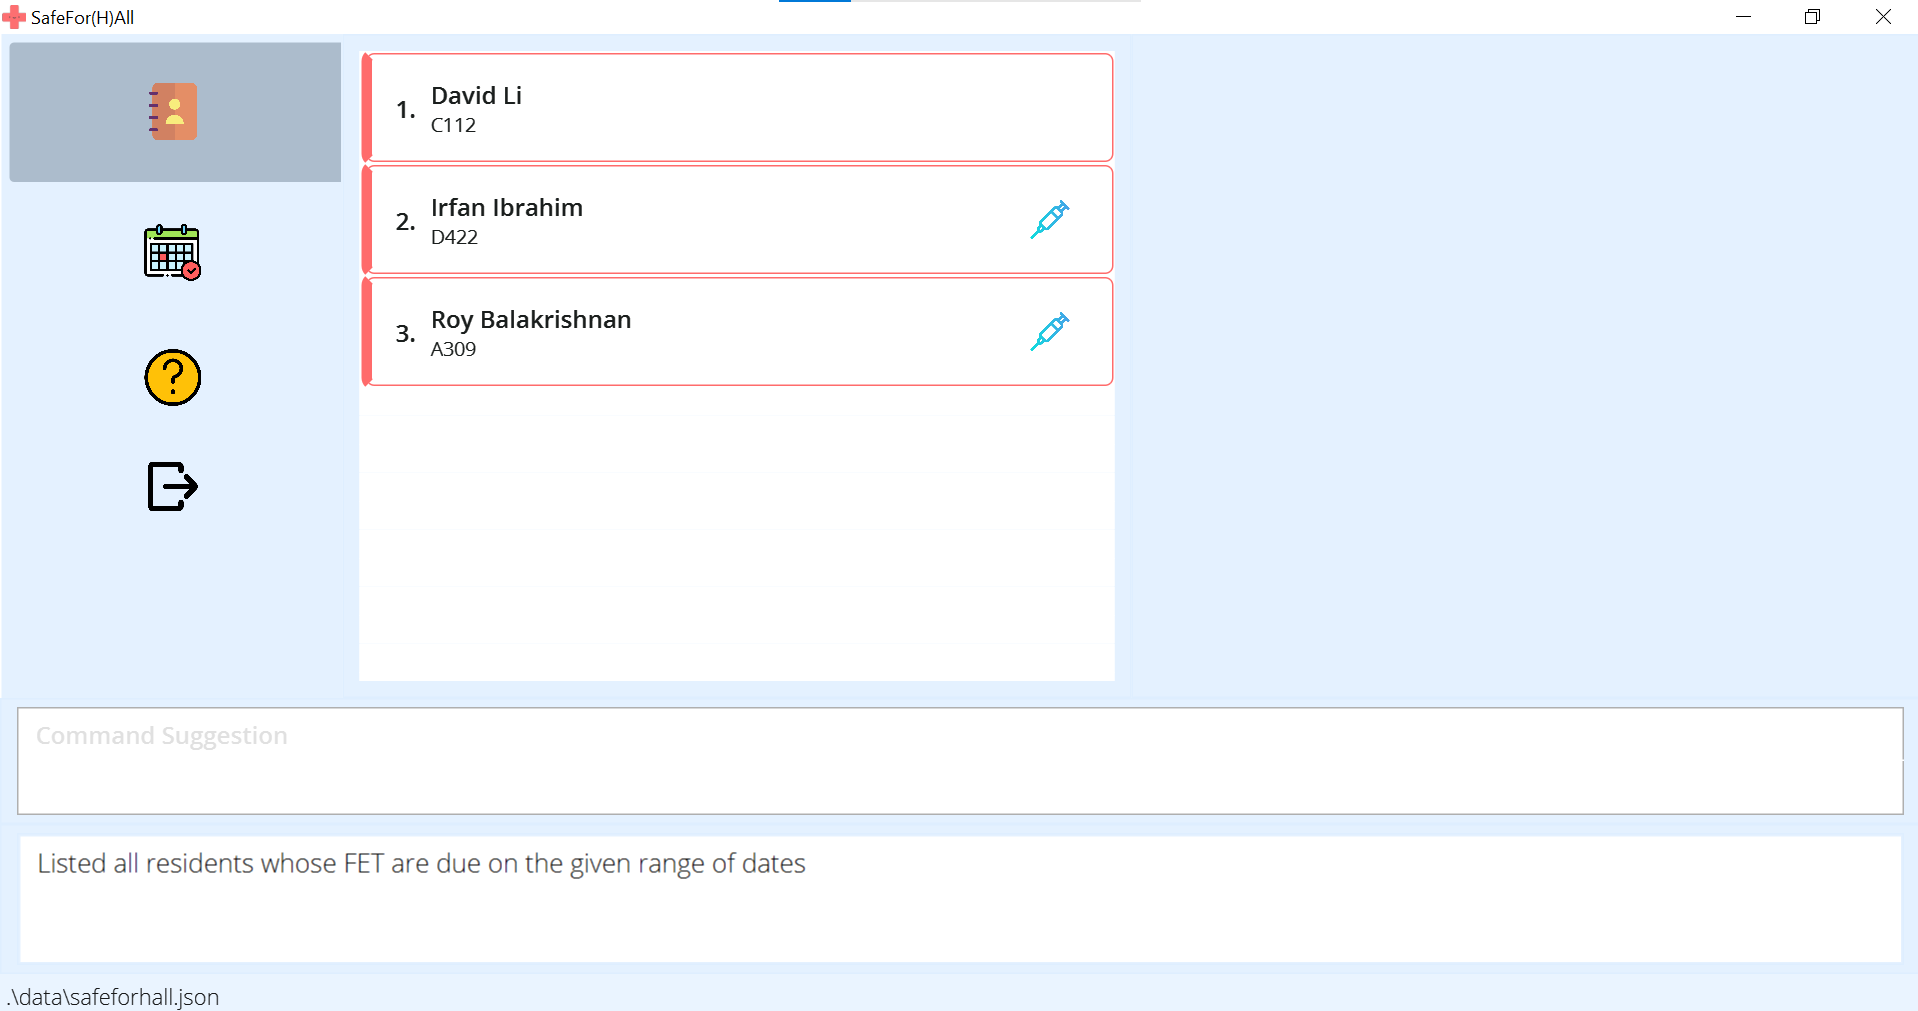 SafeFor(H)All
1.
David Li
C112
2.
Irfan Ibrahim
D422
3.
Roy Balakrishnan
A309
Command Suggestion
Listed all residents whose FET are due on the given range of dates
.\data\safeforhall.json